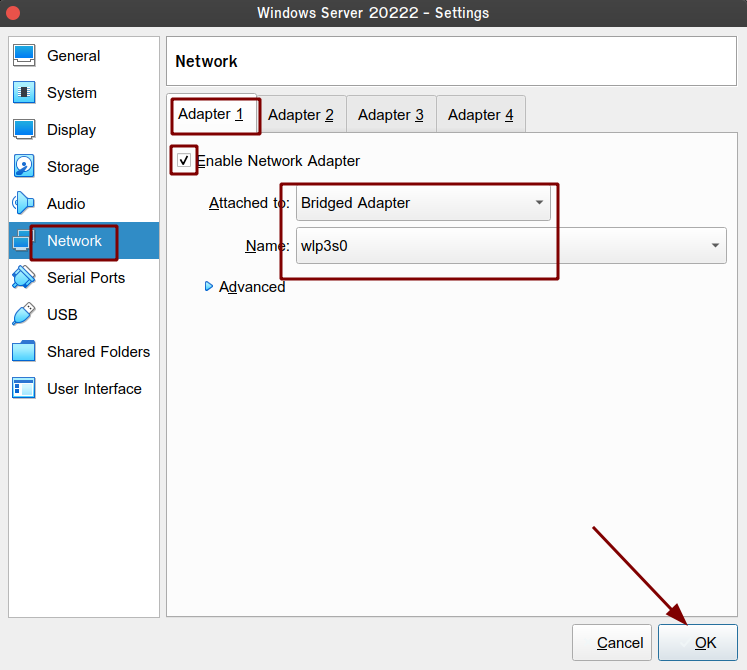 Windows Server 20222 - Settings
General
System
Display
Storage
Audio
Network
Serial Ports
USB
Shared Folders
User Interface
Network
Adapter 1 Adapter 2 Adapter 3 Adapter 4
Enable Network Adapter
Attached to: Bridged Adapter
Name: wlp3s0
Advanced
Cancel OK